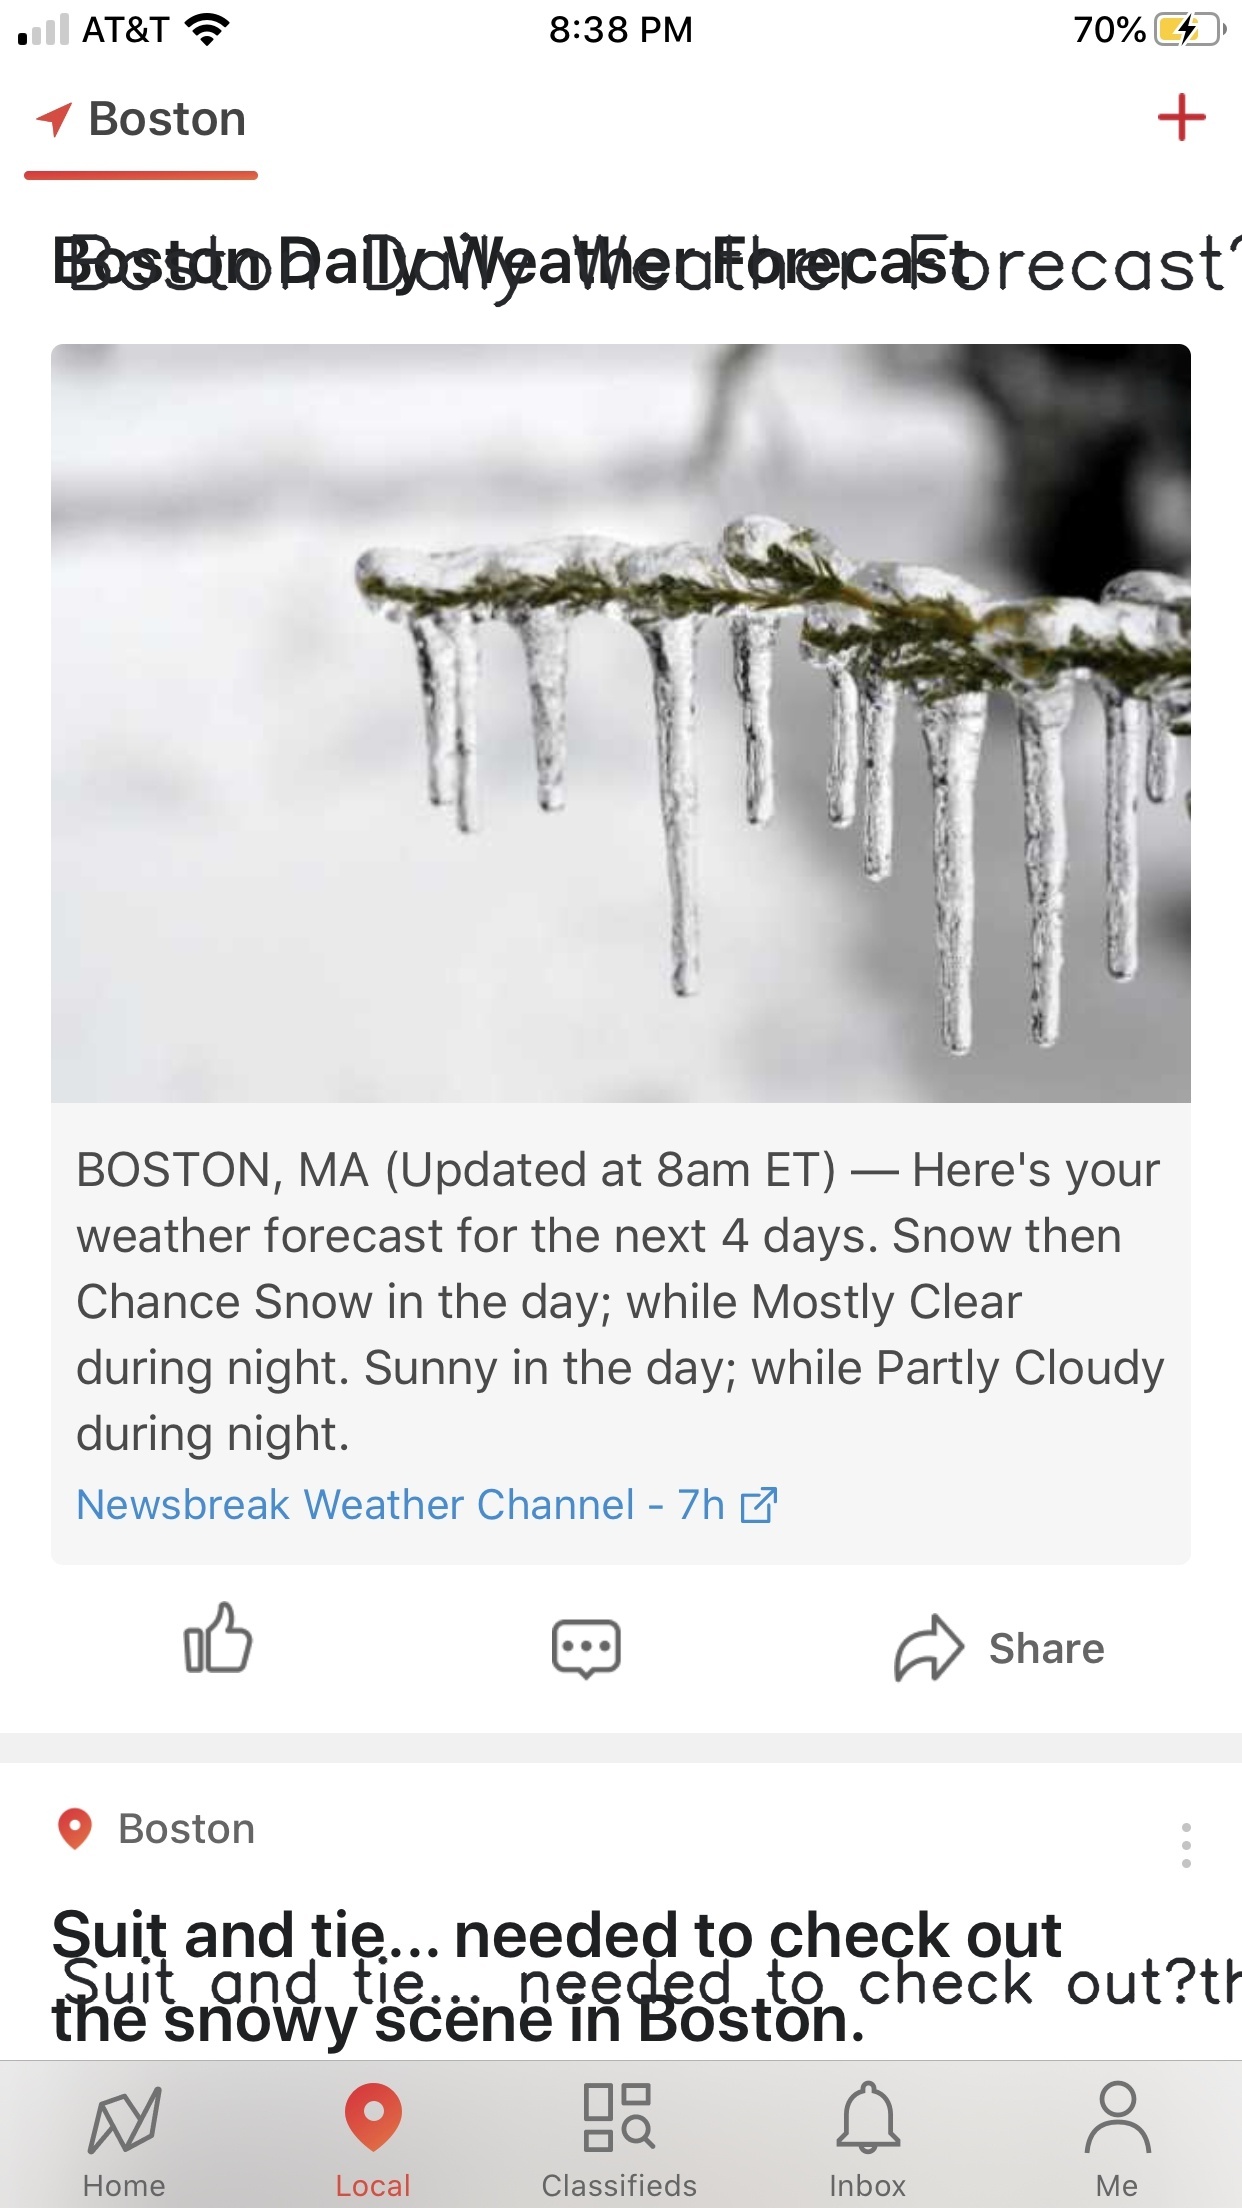 AT&T 8:38 PM 70%
Boston
Boston Daily Weather Forecast
Boston Daily Weather Forecast?
BOSTON, MA (Updated at 8am ET) — Here's your
weather forecast for the next 4 days. Snow then
Chance Snow in the day; while Mostly Clear
during night. Sunny in the day; while Partly Cloudy
during night.
Newsbreak Weather Channel - 7h
Share
Boston
Suit and tie... needed to check out
Suit and tie... needed to check out?th
the snowy scene in Boston.
Home Local Classifieds Inbox Me